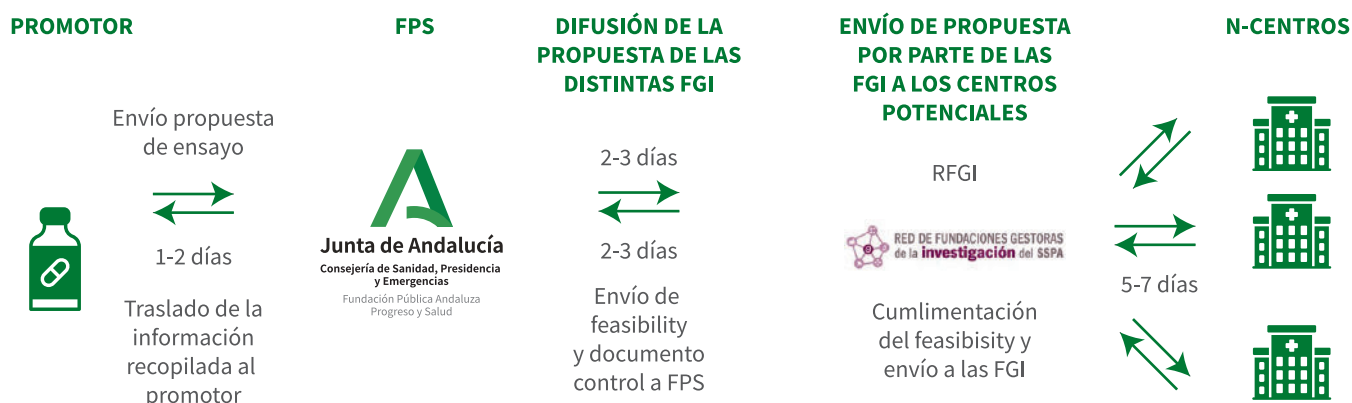 PROMOTOR
Envío propuesta
de ensayo
1-2 días
Traslado de la
información
recopilada al
promotor
FPS
Junta de Andalucía
Consejería de Sanidad, Presidencia
y Emergencias
Fundación Pública Andaluza
Progreso y Salud
DIFUSIÓN DE LA
PROPUESTA DE LAS
DISTINTAS FGI
2-3 días
2-3 días
Envío de
feasibility
y documento
control a FPS
ENVÍO DE PROPUESTA
POR PARTE DE LAS
FGI A LOS CENTROS
POTENCIALES
RFGI
RED DE FUNDACIONES GESTORAS
de la investigación del SSPA
Cumlimentación
del feasibisity y
envío a las FGI
5-7 días
N-CENTROS